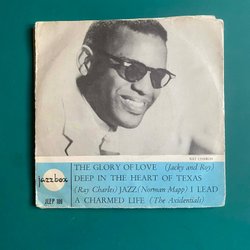 RAY CHARLES
THE GLORY OF LOVE (Jacky and Roy)
DEEP IN THE HEART OF TEXAS
(Ray Charles) JAZZ (Norman Mapp) I LEAD
A CHARMED LIFE (The Axidentals)
jazzbox
JEEP 100